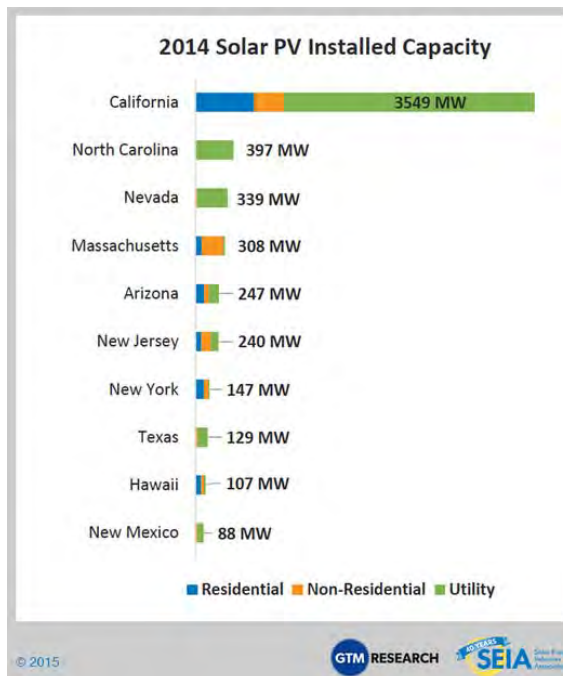 2014 Solar PV Installed Capacity
California 3549 MW
North Carolina 397 MW
Nevada 339 MW
Massachusetts 308 MW
Arizona 247 MW
New Jersey 240 MW
New York 147 MW
Texas 129 MW
Hawaii 107 MW
New Mexico 88 MW
Residential Non-Residential Utility
© 2015
GTM RESEARCH
40 YEARS
SEIA